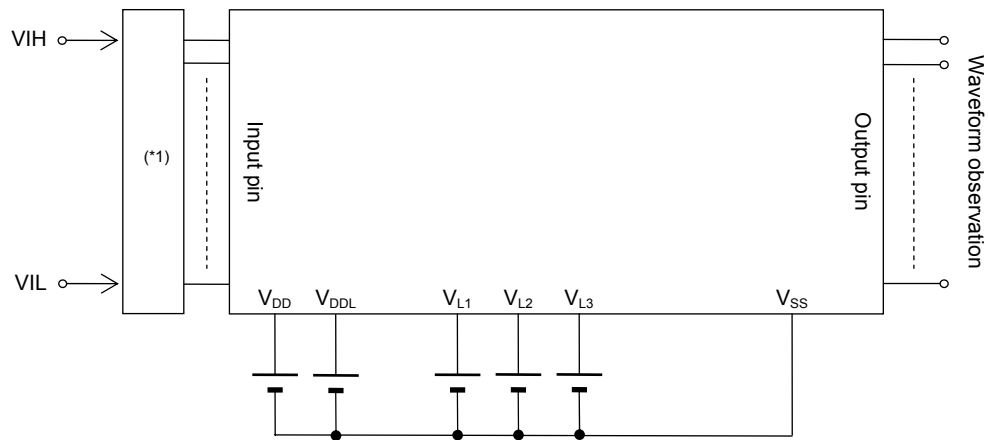 VIH
(*1)
VIL
Input pin
Output pin
Waveform observation
VDD
VDDL
VL1
VL2
VL3
VSS